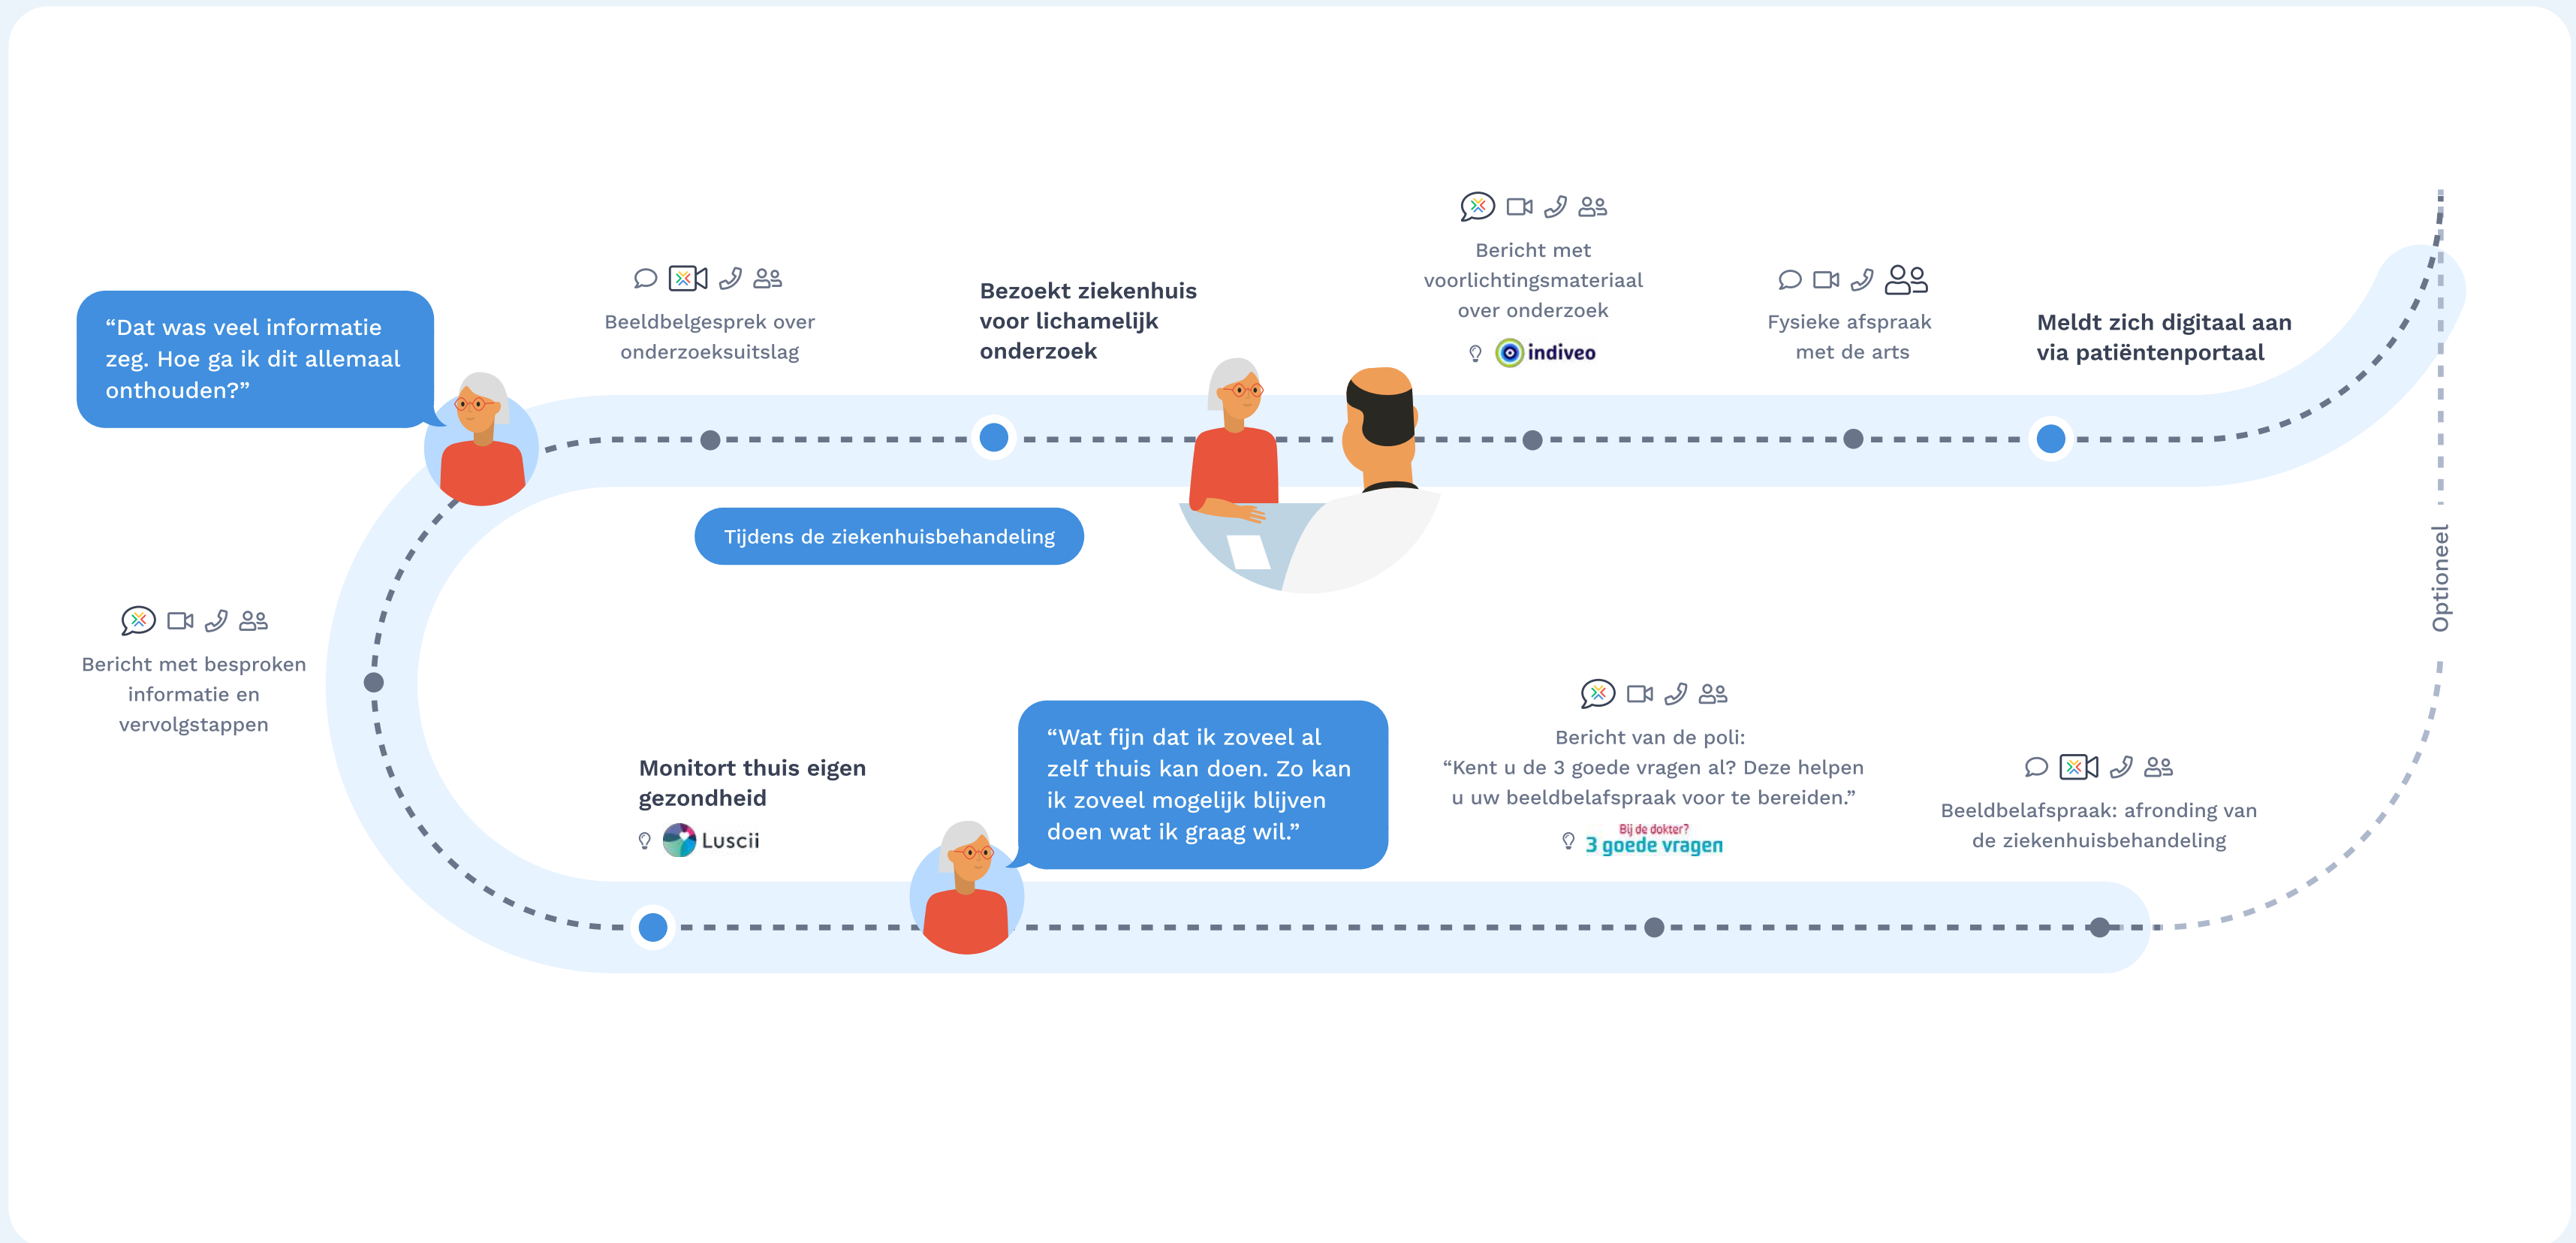 “Dat was veel informatie
zeg. Hoe ga ik dit allemaal
onthouden?”
Beeldbelgesprek over
onderzoeksuitslag
Bezoekt ziekenhuis
voor lichamelijk
onderzoek
Bericht met
voorlichtingsmateriaal
over onderzoek
indiveo
Fysieke afspraak
met de arts
Meldt zich digitaal aan
via patiëntenportaal
Tijdens de ziekenhuisbehandeling
Optioneel
Bericht met besproken
informatie en
vervolgstappen
Monitort thuis eigen
gezondheid
Luscii
“Wat fijn dat ik zoveel al
zelf thuis kan doen. Zo kan
ik zoveel mogelijk blijven
doen wat ik graag wil.”
Bericht van de poli:
“Kent u de 3 goede vragen al? Deze helpen
u uw beeldbelafspraak voor te bereiden.”
Bij de dokter?
3 goede vragen
Beeldbelafspraak: afronding van
de ziekenhuisbehandeling